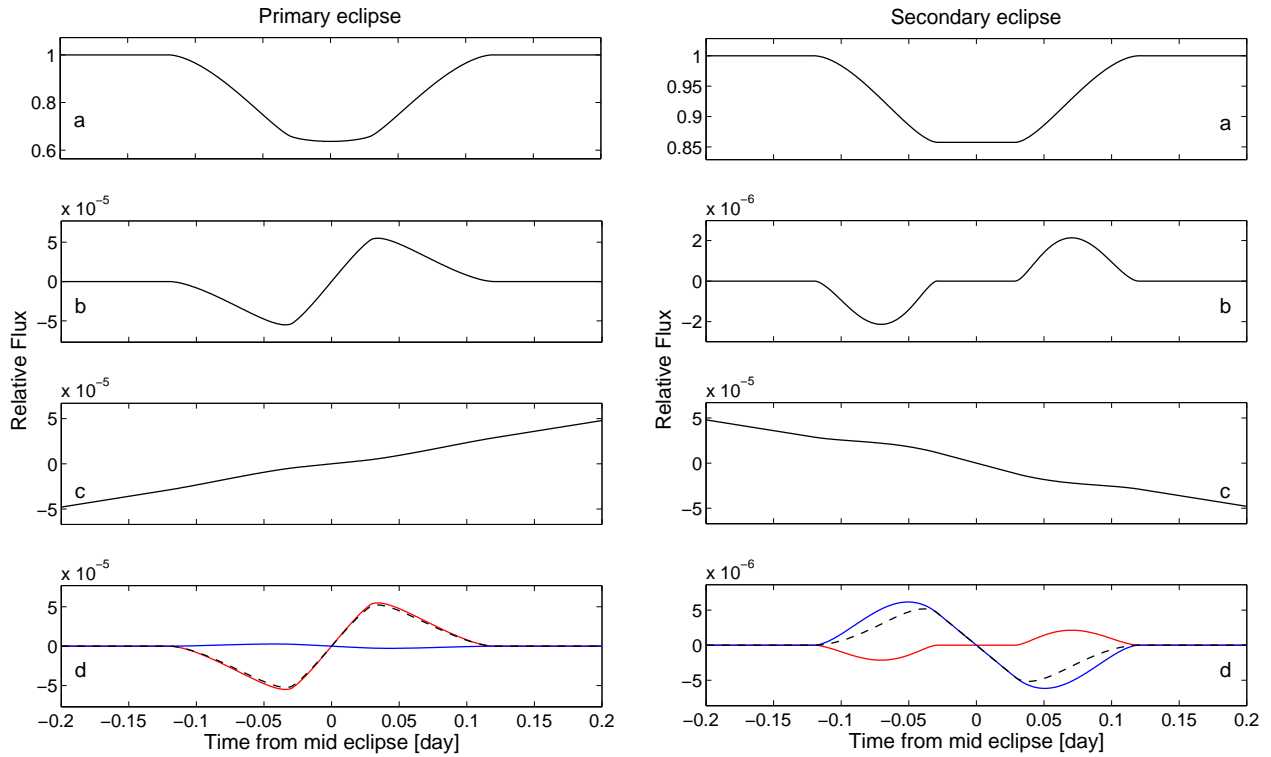 Primary eclipse
1
0.8
0.6
a
x 10⁻⁵
5
0
−5
b
x 10⁻⁵
5
0
−5
c
x 10⁻⁵
5
0
−5
d
−0.2 −0.15 −0.1 −0.05 0 0.05 0.1 0.15 0.2
Time from mid eclipse [day]
Relative Flux
Secondary eclipse
1
0.95
0.9
0.85
a
x 10⁻⁶
2
0
−2
b
x 10⁻⁵
5
0
−5
c
x 10⁻⁶
5
0
−5
d
−0.2 −0.15 −0.1 −0.05 0 0.05 0.1 0.15 0.2
Time from mid eclipse [day]
Relative Flux